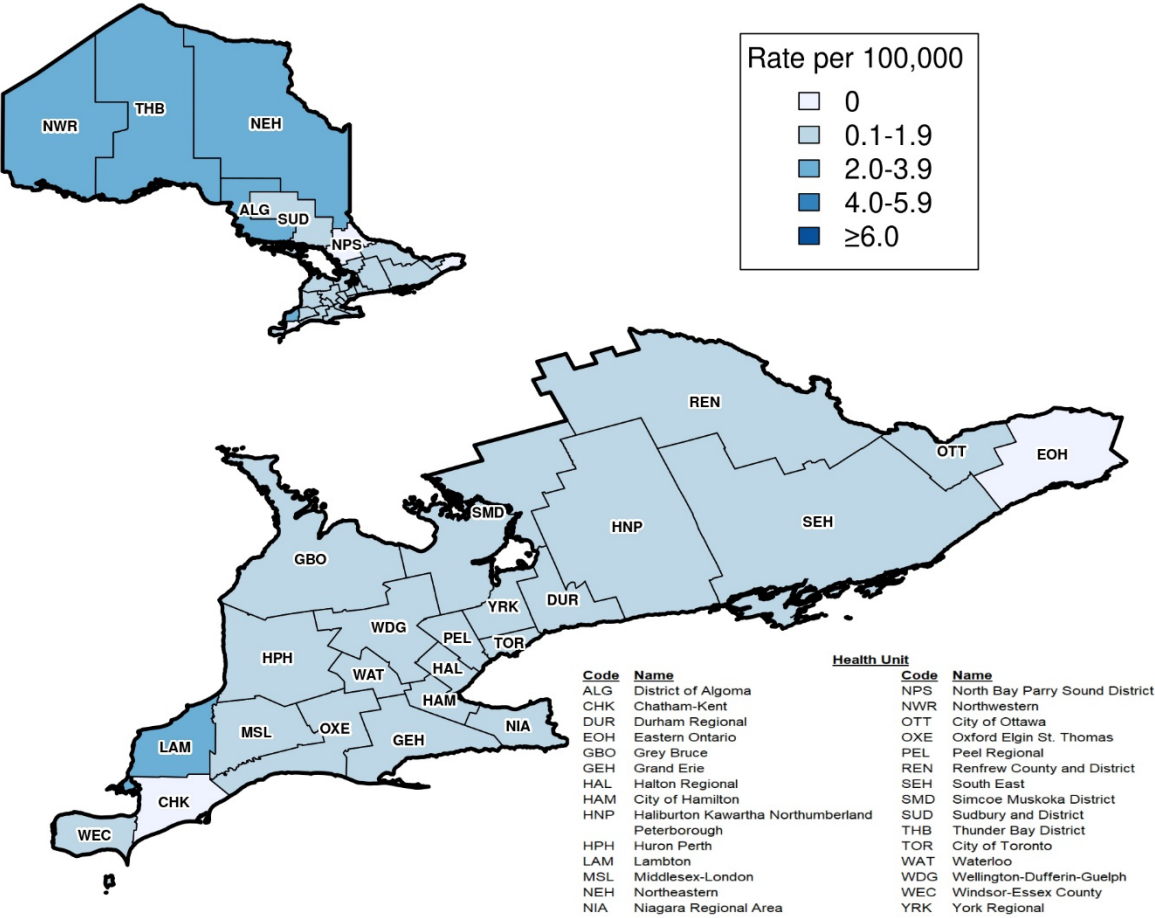 Rate per 100,000
0
0.1-1.9
2.0-3.9
4.0-5.9
≥6.0
THB
NWR
NEH
ALG
SUD
NPS
REN
OTT
EOH
SMD
HNP
SEH
GBO
YRK
DUR
WDG
PEL
TOR
HPH
WAT
HAL
HAM
MSL
OXE
NIA
LAM
GEH
CHK
WEC
Health Unit
Code Name Code Name
ALG District of Algoma NPS North Bay Parry Sound District
CHK Chatham-Kent NWR Northwestern
DUR Durham Regional OTT City of Ottawa
EOH Eastern Ontario OXE Oxford Elgin St. Thomas
GBO Grey Bruce PEL Peel Regional
GEH Grand Erie REN Renfrew County and District
HAL Halton Regional SEH South East
HAM City of Hamilton SMD Simcoe Muskoka District
HNP Haliburton Kawartha Northumberland SUD Sudbury and District
Peterborough THB Thunder Bay District
HPH Huron Perth TOR City of Toronto
LAM Lambton WAT Waterloo
MSL Middlesex-London WDG Wellington-Dufferin-Guelph
NEH Northeastern WEC Windsor-Essex County
NIA Niagara Regional Area YRK York Regional